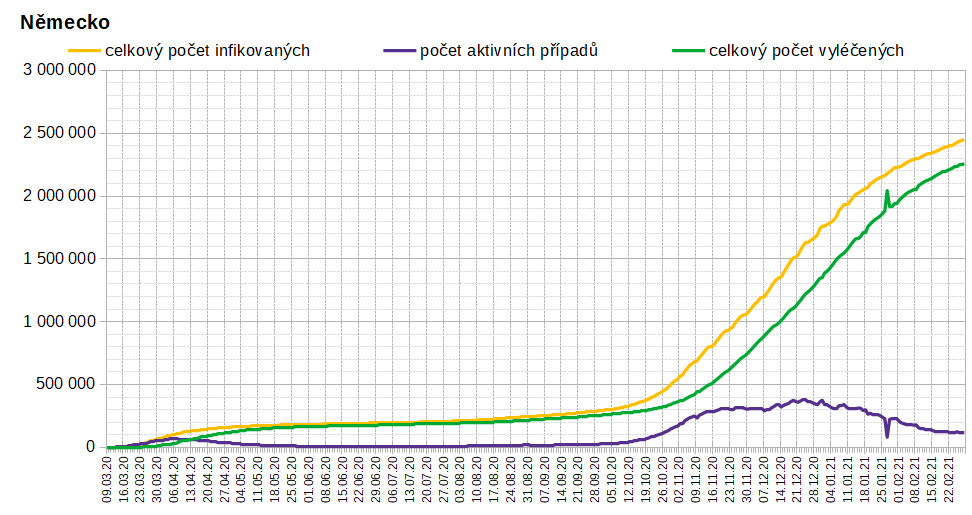 Německo
celkový počet infikovaných počet aktivních případů celkový počet vyléčených
3 000 000
2 500 000
2 000 000
1 500 000
1 000 000
500 000
0
09.03.20 16.03.20 23.03.20 30.03.20 06.04.20 13.04.20 20.04.20 27.04.20 04.05.20 11.05.20 18.05.20 25.05.20 01.06.20 08.06.20 15.06.20 22.06.20 29.06.20 06.07.20 13.07.20 20.07.20 27.07.20 03.08.20 10.08.20 17.08.20 24.08.20 31.08.20 07.09.20 14.09.20 21.09.20 28.09.20 05.10.20 12.10.20 19.10.20 26.10.20 02.11.20 09.11.20 16.11.20 23.11.20 30.11.20 07.12.20 14.12.20 21.12.20 28.12.20 04.01.21 11.01.21 18.01.21 25.01.21 01.02.21 08.02.21 15.02.21 22.02.21